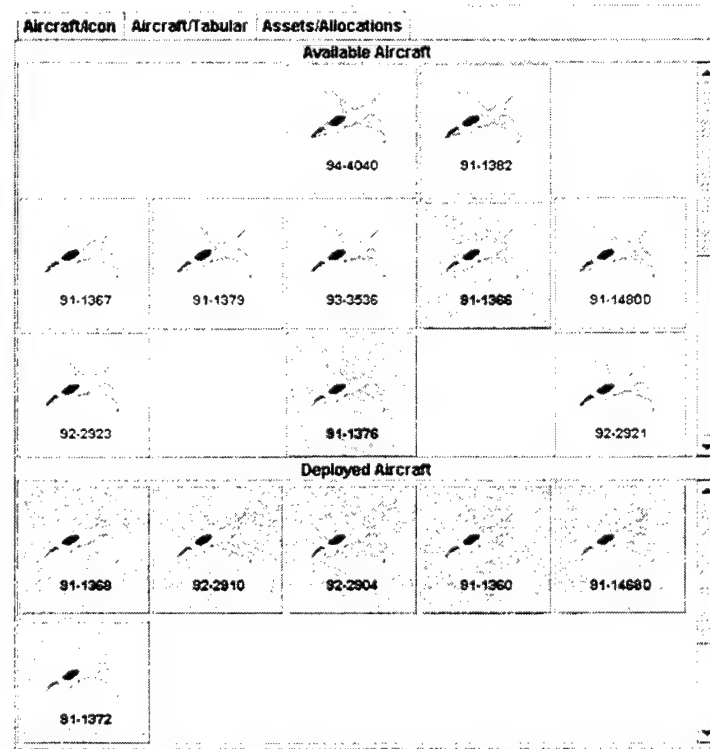 Aircraft/Icon Aircraft/Tabular Assets/Allocations
Available Aircraft
94-4040 91-1382
91-1367 91-1379 93-3536 91-1366 91-14800
92-2923 91-1376 92-2921
Deployed Aircraft
91-1368 92-2910 92-2904 91-1360 91-14680
91-1372